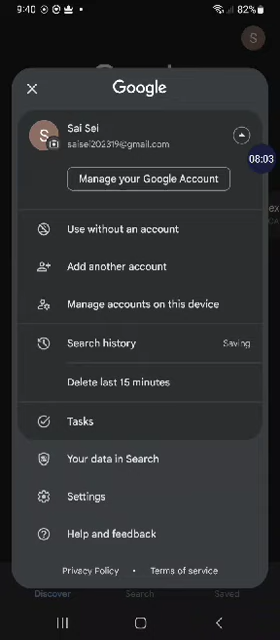 9:40
82%
S
Google
Sai Sei
saisei202319@gmail.com
S
08:03
Manage your Google Account
Use without an account
Add another account
Manage accounts on this device
Search history
Saving
Delete last 15 minutes
Tasks
Your data in Search
Settings
Help and feedback
Privacy Policy • Terms of service
Discover
Search
Saved